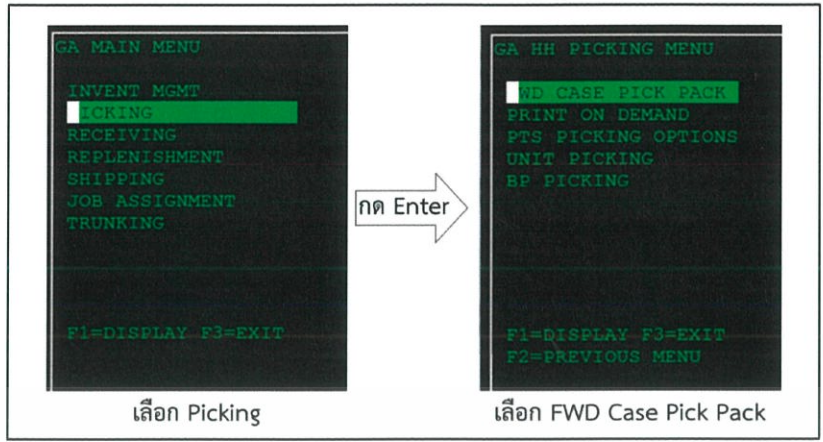 GA MAIN MENU
INVENT MGMT
ICKING
RECEIVING
REPLENISHMENT
SHIPPING
JOB ASSIGNMENT
TRUNKING
F1=DISPLAY F3=EXIT
เลือก Picking
กด Enter
GA HH PICKING MENU
WD CASE PICK PACK
PRINT ON DEMAND
PTS PICKING OPTIONS
UNIT PICKING
BP PICKING
F1=DISPLAY F3=EXIT
F2=PREVIOUS MENU
เลือก FWD Case Pick Pack